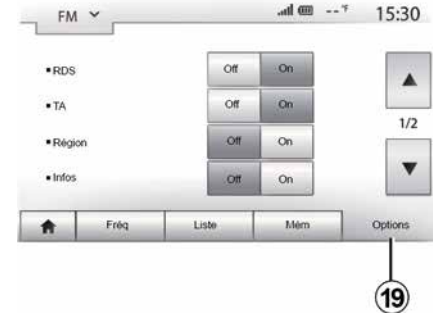 FM -- °F 15:30
▪ RDS Off On
▪ TA Off On
1/2
▪ Région Off On
▪ Infos Off On
Fréq Liste Mém Options
19